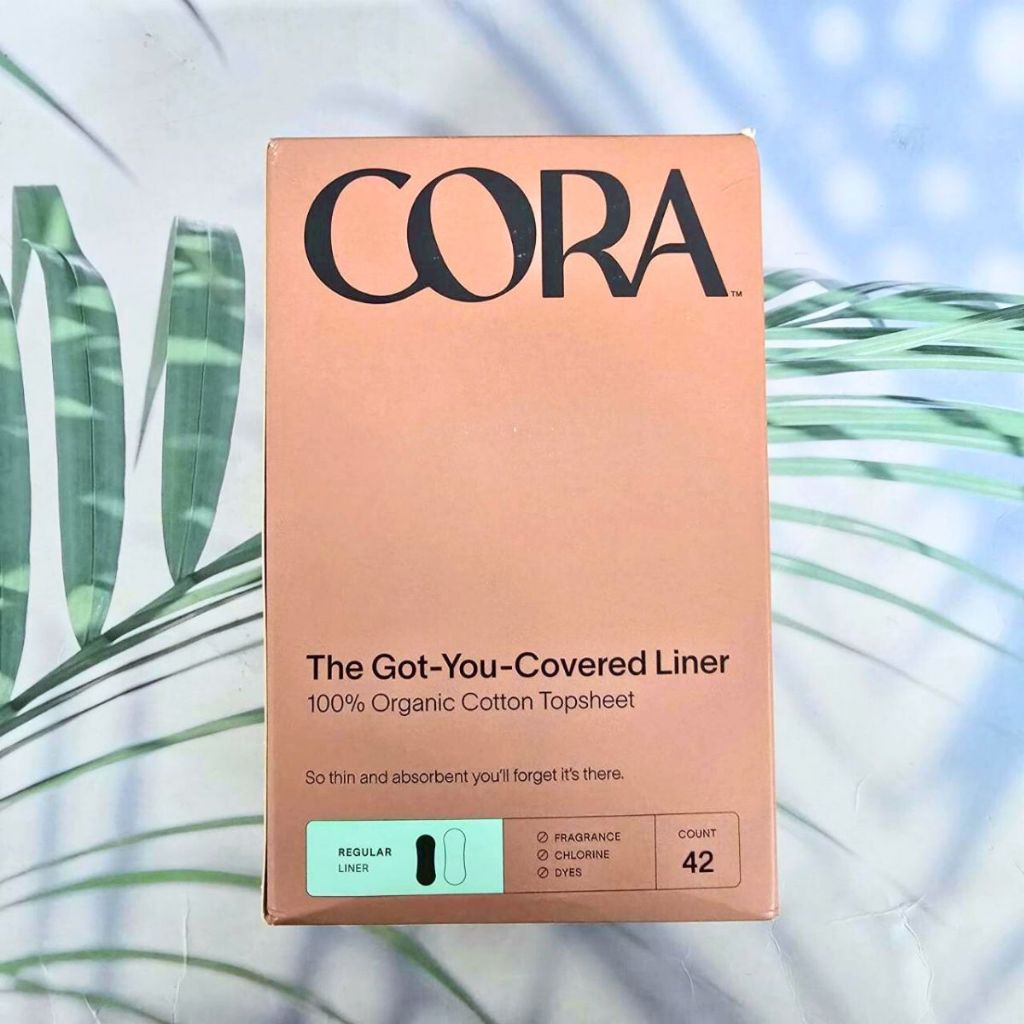 CORA™
The Got-You-Covered Liner
100% Organic Cotton Topsheet
So thin and absorbent you'll forget it's there.
REGULAR
LINER
FRAGRANCE
CHLORINE
DYES
COUNT
42